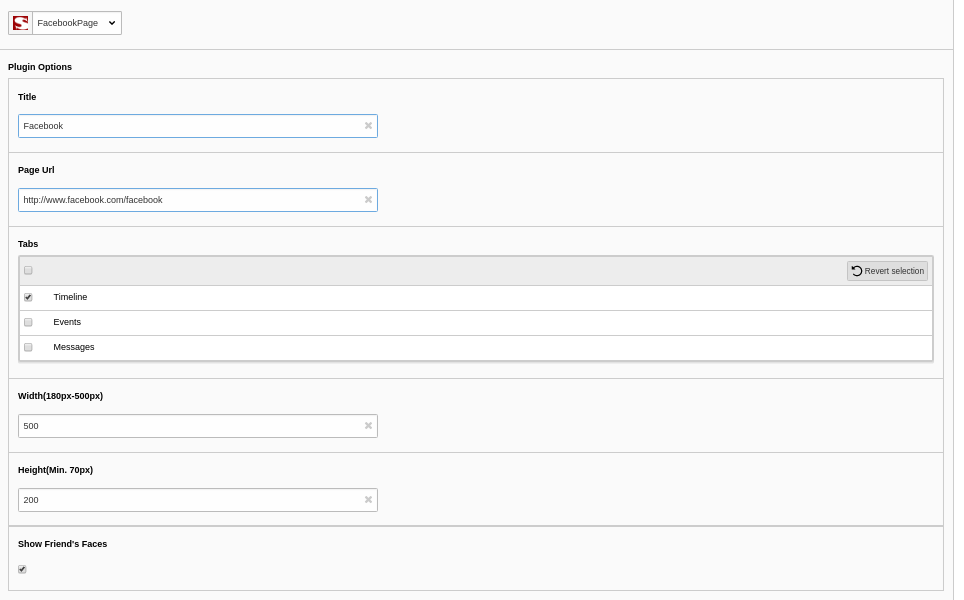 FacebookPage
Plugin Options
Title
Facebook
Page Url
http://www.facebook.com/facebook
Tabs
Revert selection
Timeline
Events
Messages
Width(180px-500px)
500
Height(Min. 70px)
200
Show Friend's Faces